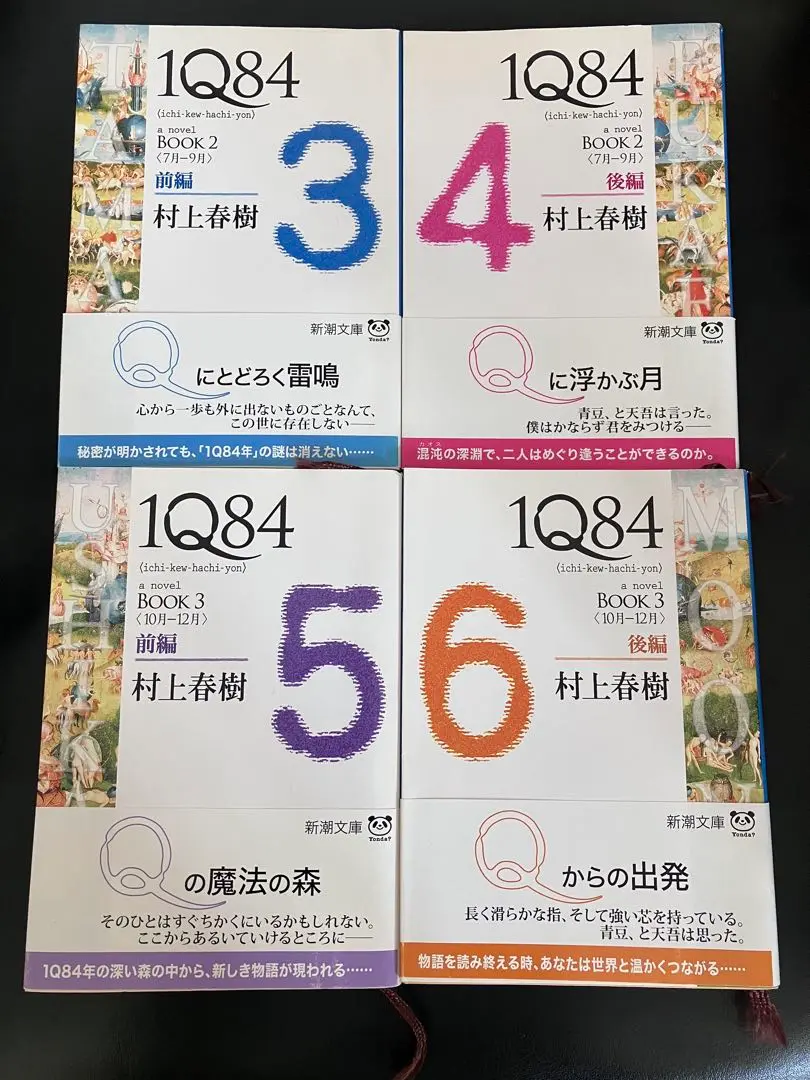 TAMA
1Q84
〈ichi-kew-hachi-yon〉
a novel
BOOK 2
〈7月−9月〉
前編
村上春樹
3
新潮文庫
Yonda?
Qにとどろく雷鳴
心から一歩も外に出ないものごとなんて、
この世に存在しない――
秘密が明かされても、「1Q84年」の謎は消えない……
FUKAE
1Q84
〈ichi-kew-hachi-yon〉
a novel
BOOK 2
〈7月−9月〉
後編
村上春樹
4
新潮文庫
Yonda?
Qに浮かぶ月
青豆、と天吾は言った。
僕はかならず君をみつける――
カオス
混沌の深淵で、二人はめぐり逢うことができるのか。
USHIKA
1Q84
〈ichi-kew-hachi-yon〉
a novel
BOOK 3
〈10月−12月〉
前編
村上春樹
5
新潮文庫
Yonda?
Qの魔法の森
そのひとはすぐちかくにいるかもしれない。
ここからあるいていけるところに――
1Q84年の深い森の中から、新しき物語が現われる……
MOON
1Q84
〈ichi-kew-hachi-yon〉
a novel
BOOK 3
〈10月−12月〉
後編
村上春樹
6
新潮文庫
Yonda?
Qからの出発
長く滑らかな指、そして強い芯を持っている。
青豆、と天吾は思った。
物語を読み終える時、あなたは世界と温かくつながる……